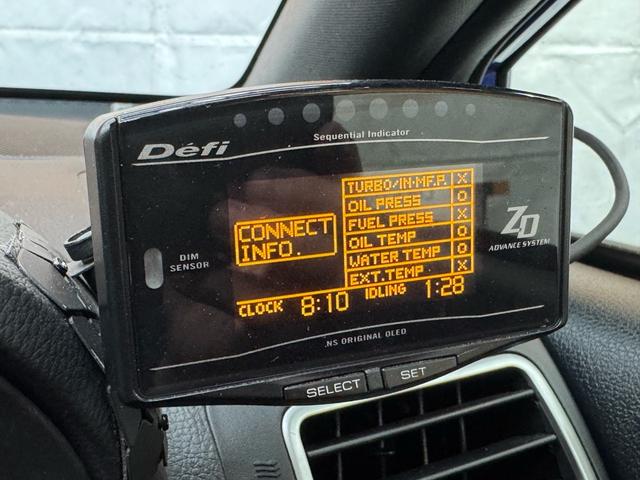 Défi
Sequential Indicator
DIM
SENSOR
CONNECT
INFO.
TURBO/IN-MF.P. X
OIL PRESS O
FUEL PRESS X
OIL TEMP O
WATER TEMP O
EXT.TEMP X
CLOCK 8:10 IDLING 1:28
ZD
ADVANCE SYSTEM
.NS ORIGINAL OLED
SELECT SET